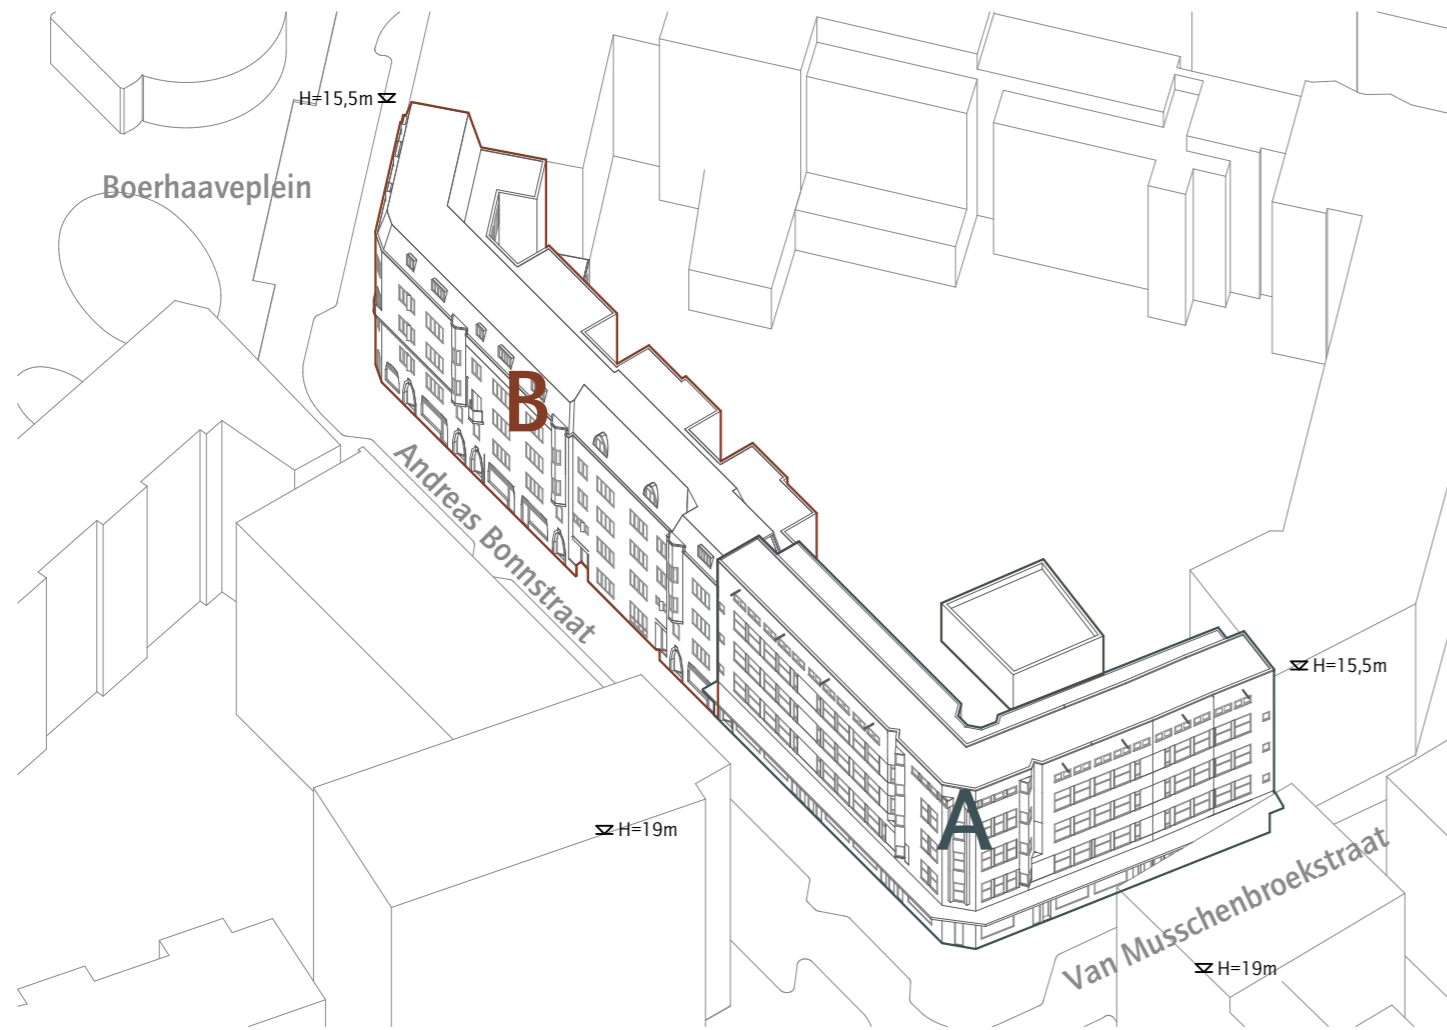 H=15,5m
Boerhaaveplein
B
Andreas Bonnstraat
H=15,5m
A
H=19m
Van Musschenbroekstraat
H=19m